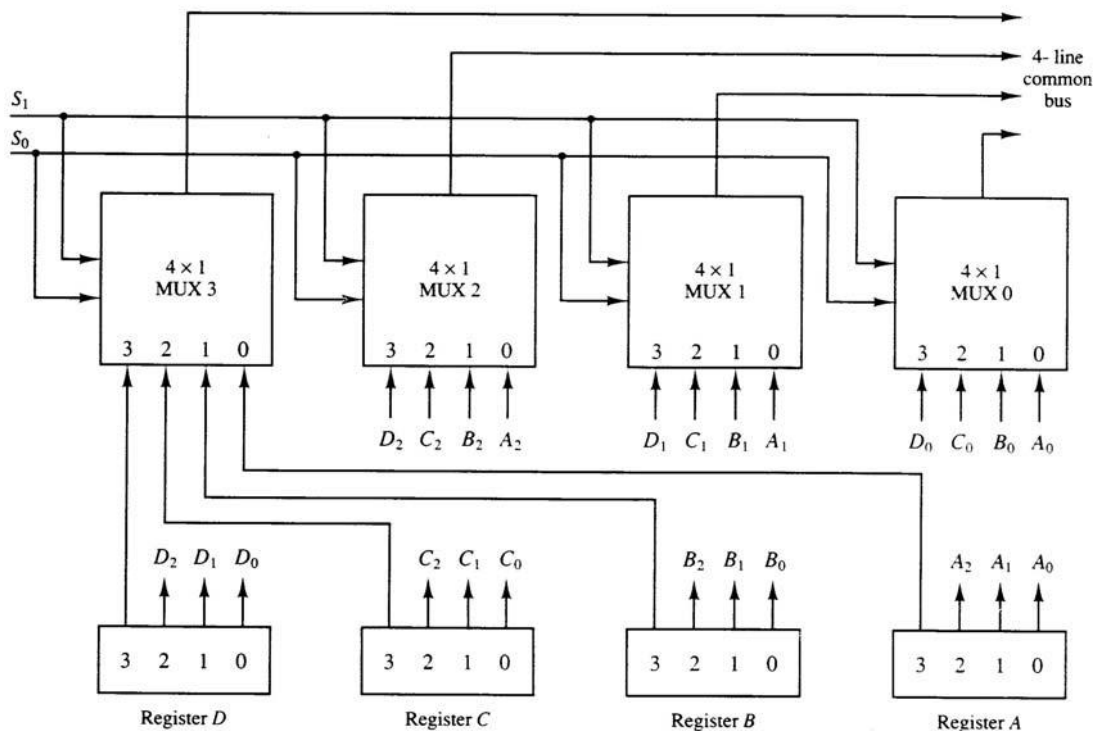 4- line
common
bus
S₁
S₀
4 × 1
MUX 3
4 × 1
MUX 2
4 × 1
MUX 1
4 × 1
MUX 0
3 2 1 0
3 2 1 0
3 2 1 0
3 2 1 0
D₂ C₂ B₂ A₂
D₁ C₁ B₁ A₁
D₀ C₀ B₀ A₀
D₂ D₁ D₀
C₂ C₁ C₀
B₂ B₁ B₀
A₂ A₁ A₀
3 2 1 0
3 2 1 0
3 2 1 0
3 2 1 0
Register D
Register C
Register B
Register A